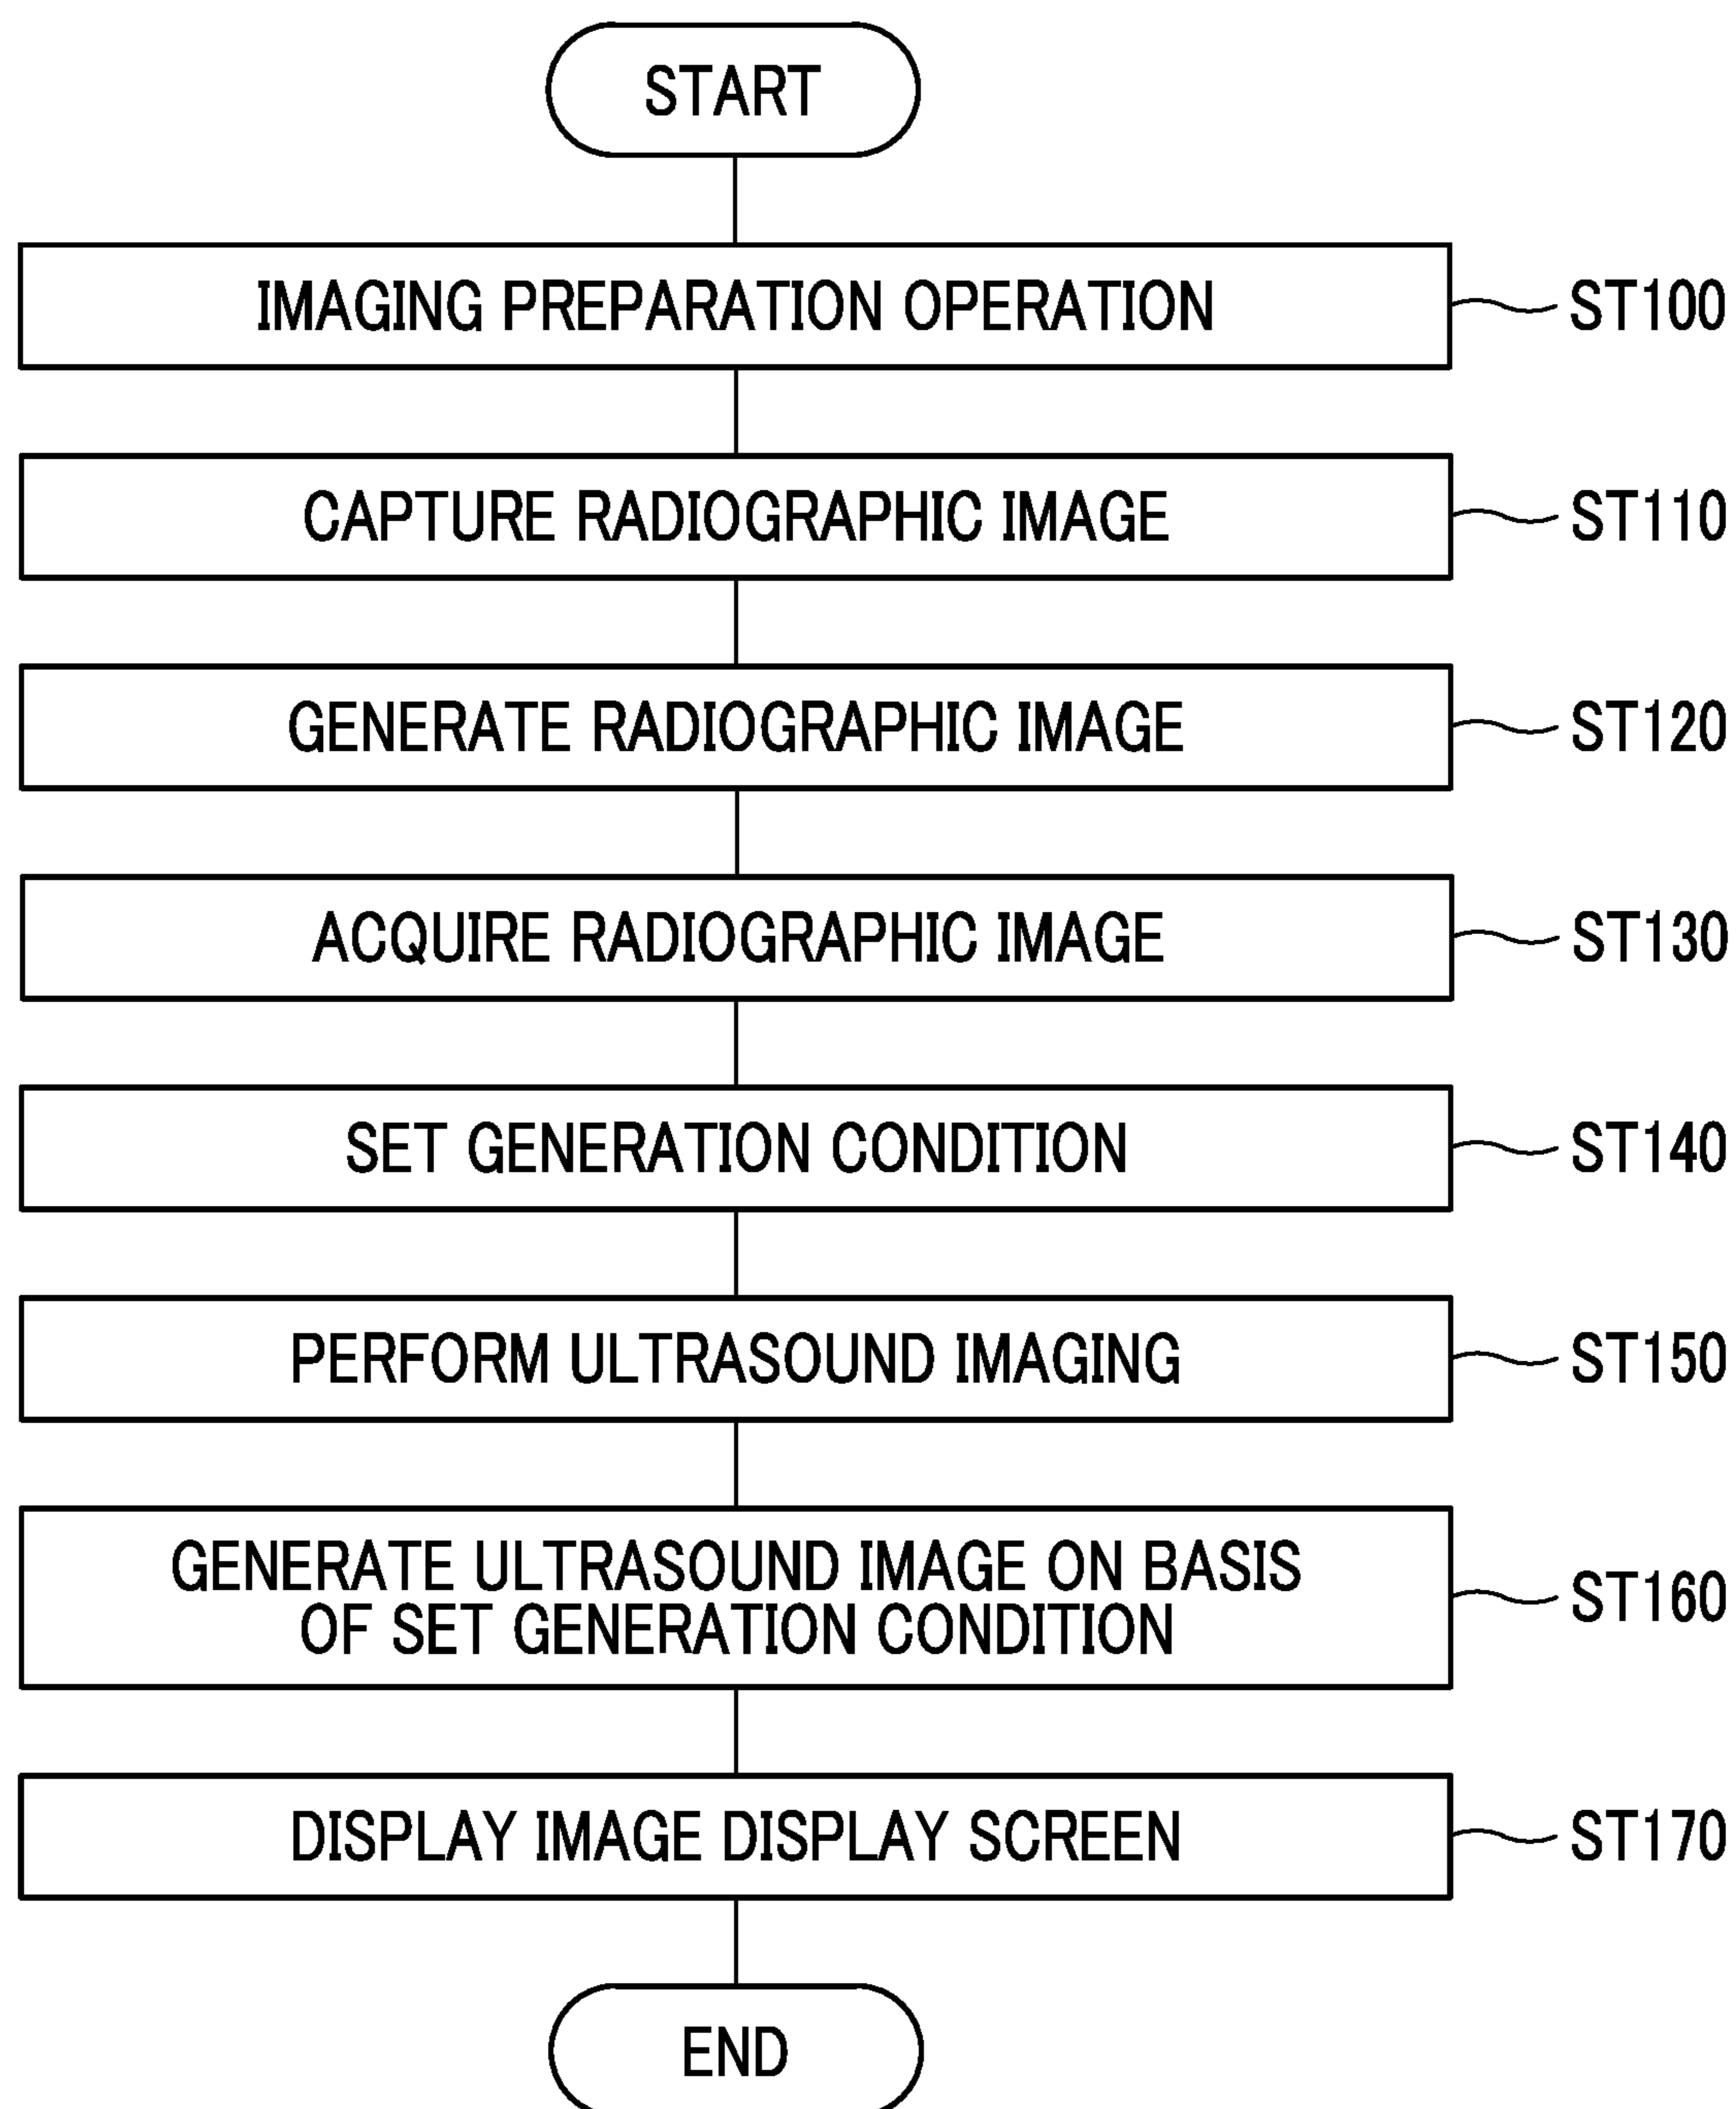 START
IMAGING PREPARATION OPERATION
ST100
CAPTURE RADIOGRAPHIC IMAGE
ST110
GENERATE RADIOGRAPHIC IMAGE
ST120
ACQUIRE RADIOGRAPHIC IMAGE
ST130
SET GENERATION CONDITION
ST140
PERFORM ULTRASOUND IMAGING
ST150
GENERATE ULTRASOUND IMAGE ON BASIS
OF SET GENERATION CONDITION
ST160
DISPLAY IMAGE DISPLAY SCREEN
ST170
END